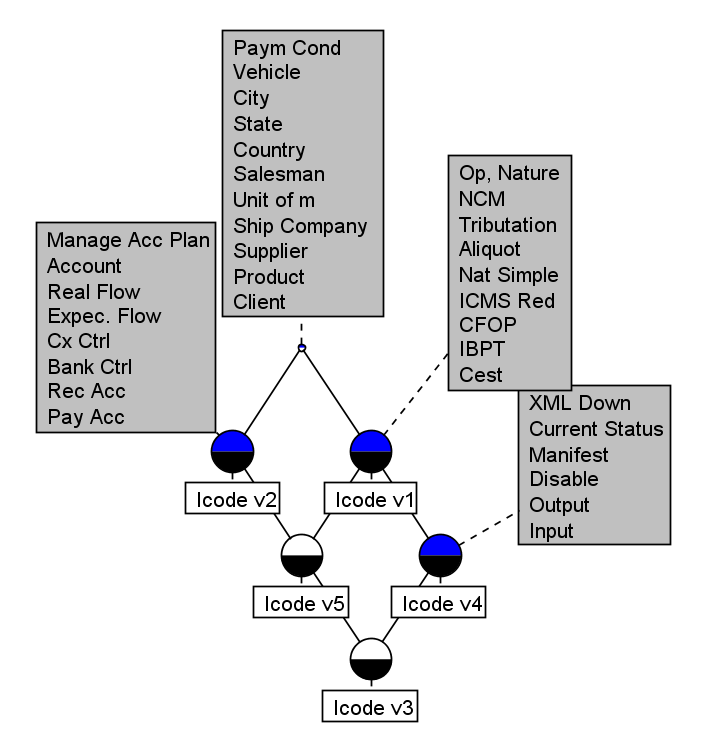 Paym Cond
Vehicle
City
State
Country
Salesman
Unit of m
Ship Company
Supplier
Product
Client
Op, Nature
NCM
Tributation
Aliquot
Nat Simple
ICMS Red
CFOP
IBPT
Cest
Manage Acc Plan
Account
Real Flow
Expec. Flow
Cx Ctrl
Bank Ctrl
Rec Acc
Pay Acc
XML Down
Current Status
Manifest
Disable
Output
Input
Icode v2
Icode v1
Icode v5
Icode v4
Icode v3